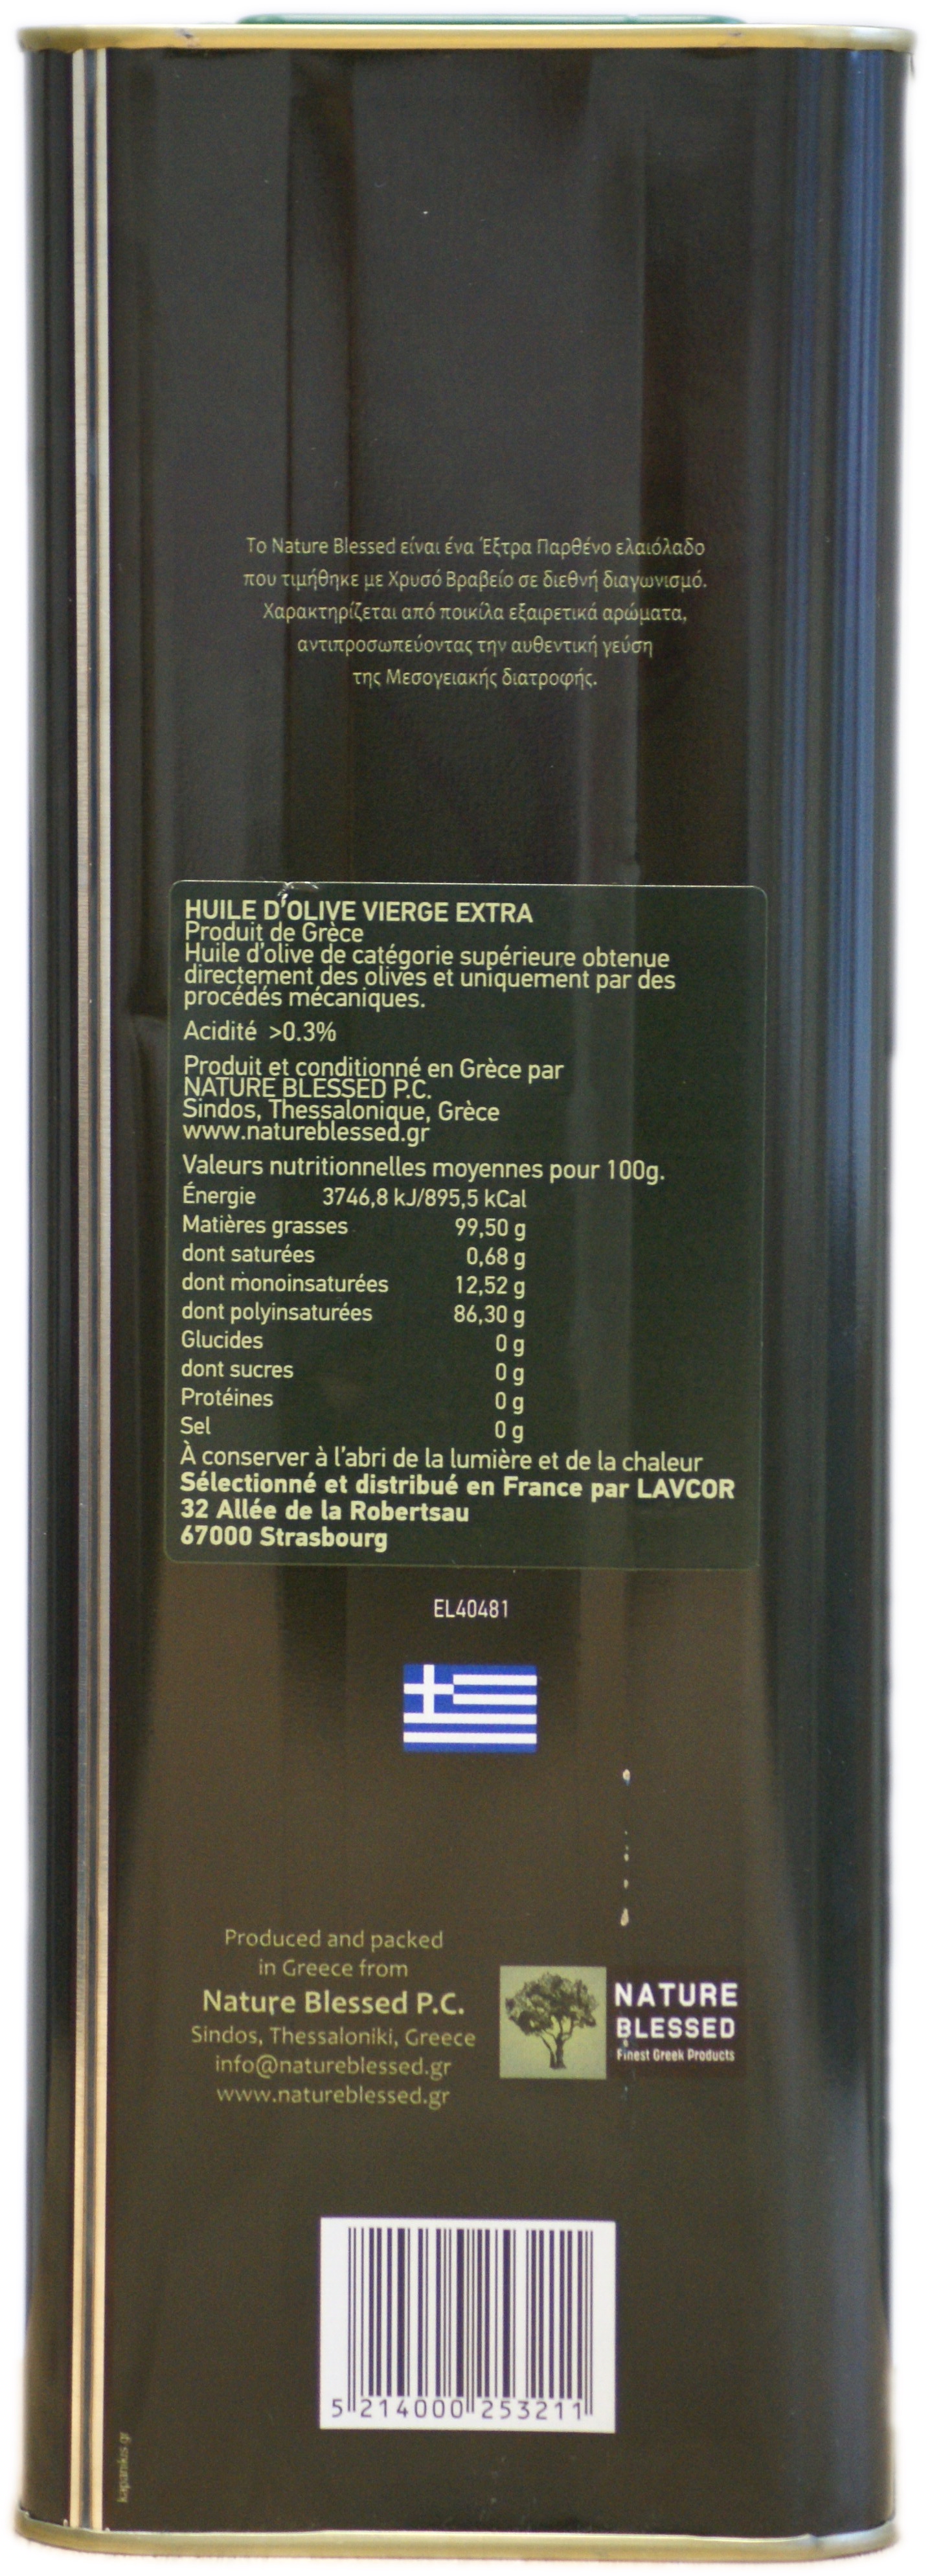 Το Nature Blessed είναι ένα Έξτρα Παρθένο ελαιόλαδο
που τιμήθηκε με Χρυσό Βραβείο σε διεθνή διαγωνισμό.
Χαρακτηρίζεται από ποικίλα εξαιρετικά αρώματα,
αντιπροσωπεύοντας την αυθεντική γεύση
της Μεσογειακής διατροφής.
HUILE D'OLIVE VIERGE EXTRA
Produit de Grèce
Huile d'olive de catégorie supérieure obtenue
directement des olives et uniquement par des
procédés mécaniques.
Acidité >0.3%
Produit et conditionné en Grèce par
NATURE BLESSED P.C.
Sindos, Thessalonique, Grèce
www.natureblessed.gr
Valeurs nutritionnelles moyennes pour 100g.
Énergie 3746,8 kJ/895,5 kCal
Matières grasses 99,50 g
dont saturées 0,68 g
dont monoinsaturées 12,52 g
dont polyinsaturées 86,30 g
Glucides 0 g
dont sucres 0 g
Protéines 0 g
Sel 0 g
À conserver à l'abri de la lumière et de la chaleur
Sélectionné et distribué en France par LAVCOR
32 Allée de la Robertsau
67000 Strasbourg
EL40481
Produced and packed
in Greece from
Nature Blessed P.C.
Sindos, Thessaloniki, Greece
info@natureblessed.gr
www.natureblessed.gr
NATURE
BLESSED
Finest Greek Products
5 214000 253211
kapanikis.gr